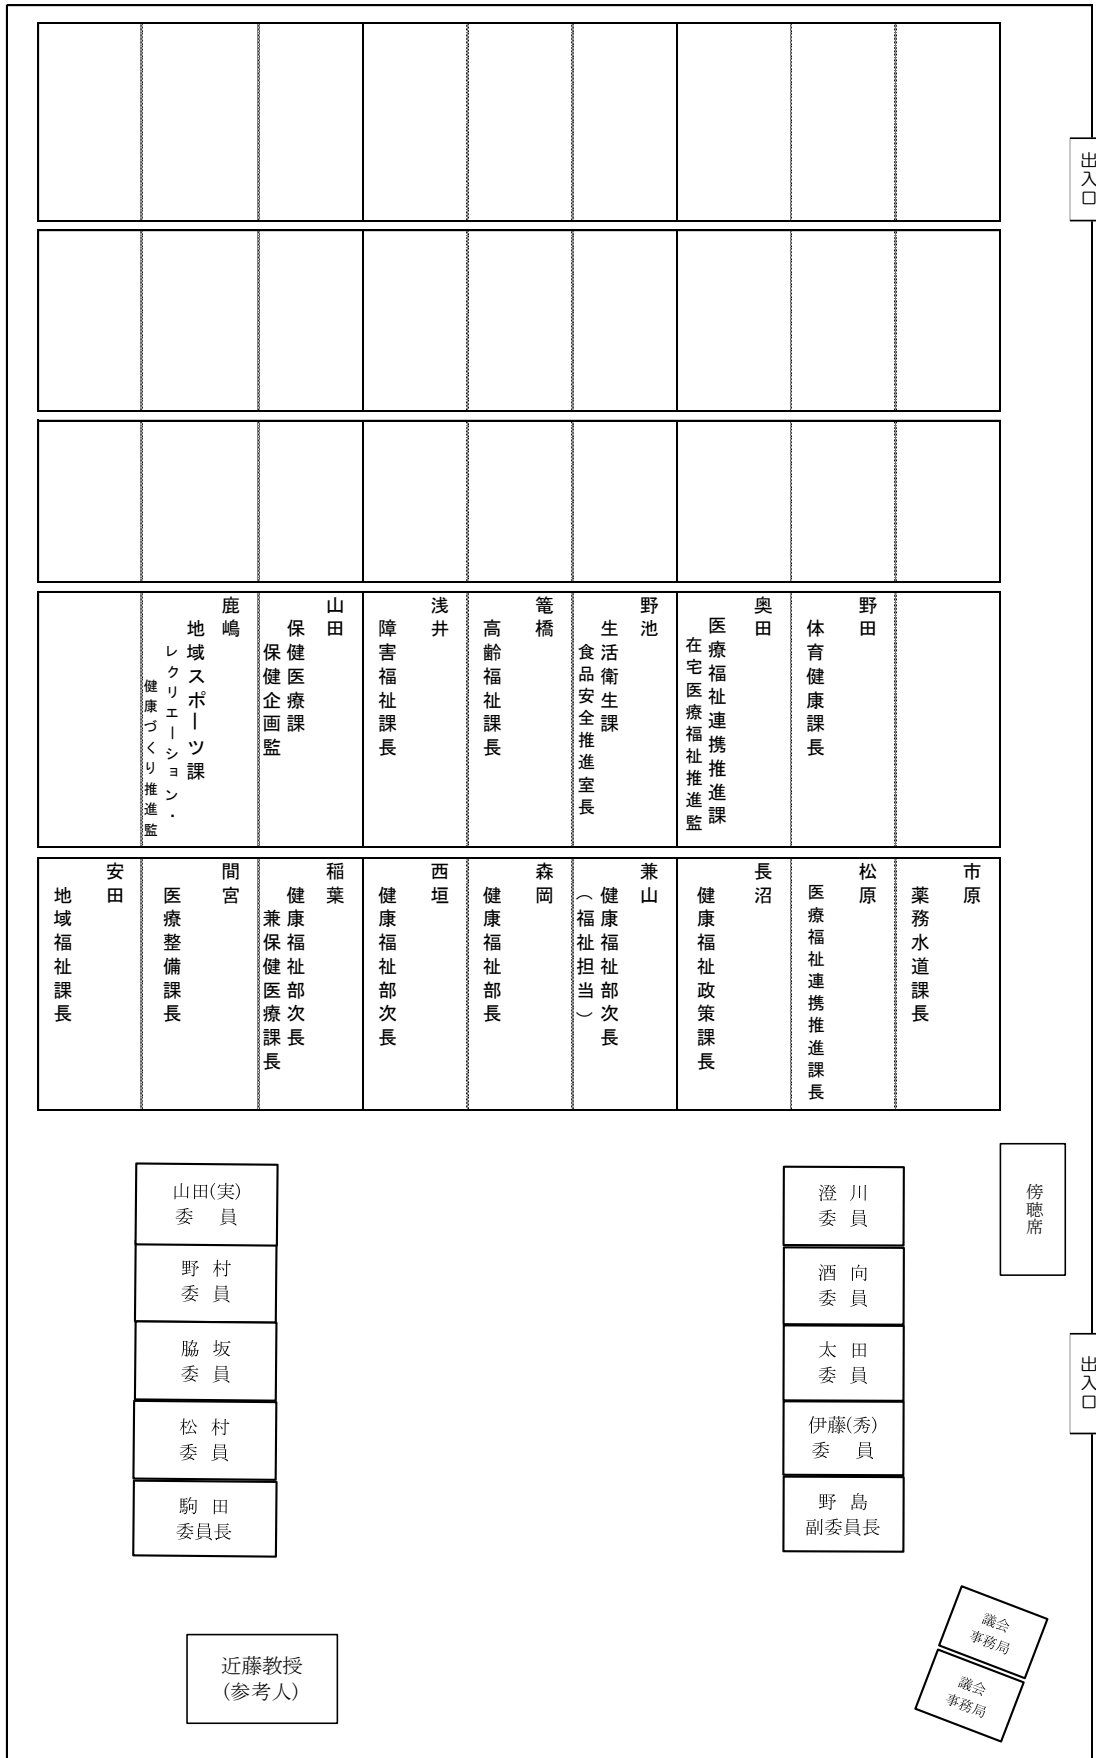 出入口
鹿嶋
地域スポーツ課
レクリエーション・
健康づくり推進監
山田
保健医療課
保健企画監
浅井
障害福祉課長
篭橋
高齢福祉課長
野池
生活衛生課
食品安全推進室長
奥田
医療福祉連携推進課
在宅医療福祉推進監
野田
体育健康課長
安田
地域福祉課長
間宮
医療整備課長
稲葉
健康福祉部次長
兼保健医療課長
西垣
健康福祉部次長
森岡
健康福祉部長
兼山
健康福祉部次長
（福祉担当）
長沼
健康福祉政策課長
松原
医療福祉連携推進課長
市原
薬務水道課長
山田(実)
委　員
野 村
委 員
脇 坂
委 員
松 村
委 員
駒 田
委員長
澄 川
委 員
酒 向
委 員
太 田
委 員
伊藤(秀)
委　員
野 島
副委員長
傍聴席
出入口
近藤教授
(参考人)
議会
事務局
議会
事務局